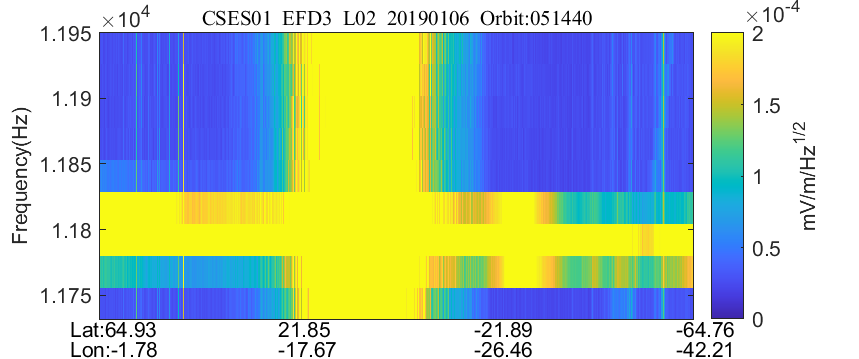 CSES01 EFD3 L02 20190106 Orbit:051440
×10^4
×10^-4
1.195
1.19
1.185
1.18
1.175
Frequency(Hz)
2
1.5
1
0.5
0
mV/m/Hz^1/2
Lat:64.93 21.85 -21.89 -64.76
Lon:-1.78 -17.67 -26.46 -42.21